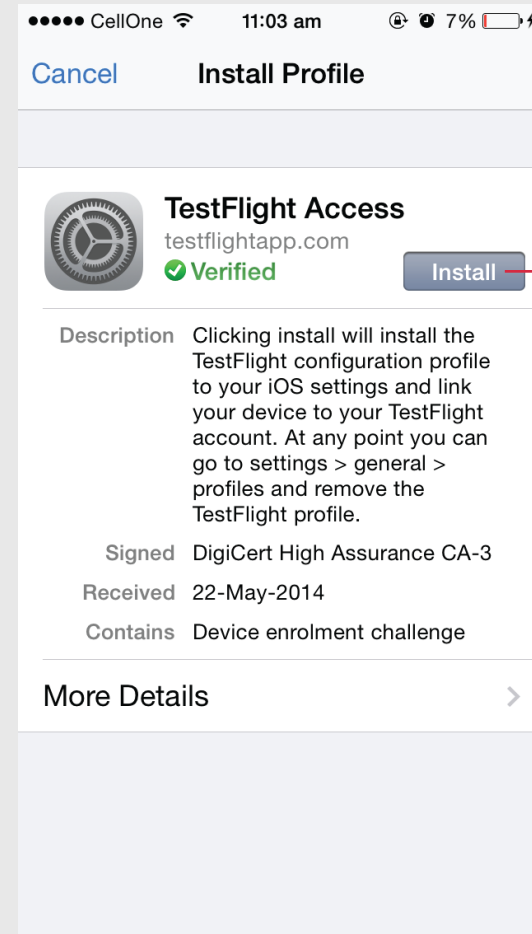 CellOne 11:03 am 7%
Cancel Install Profile
TestFlight Access
testflightapp.com
Verified
Install
Description Clicking install will install the
TestFlight configuration profile
to your iOS settings and link
your device to your TestFlight
account. At any point you can
go to settings > general >
profiles and remove the
TestFlight profile.
Signed DigiCert High Assurance CA-3
Received 22-May-2014
Contains Device enrolment challenge
More Details